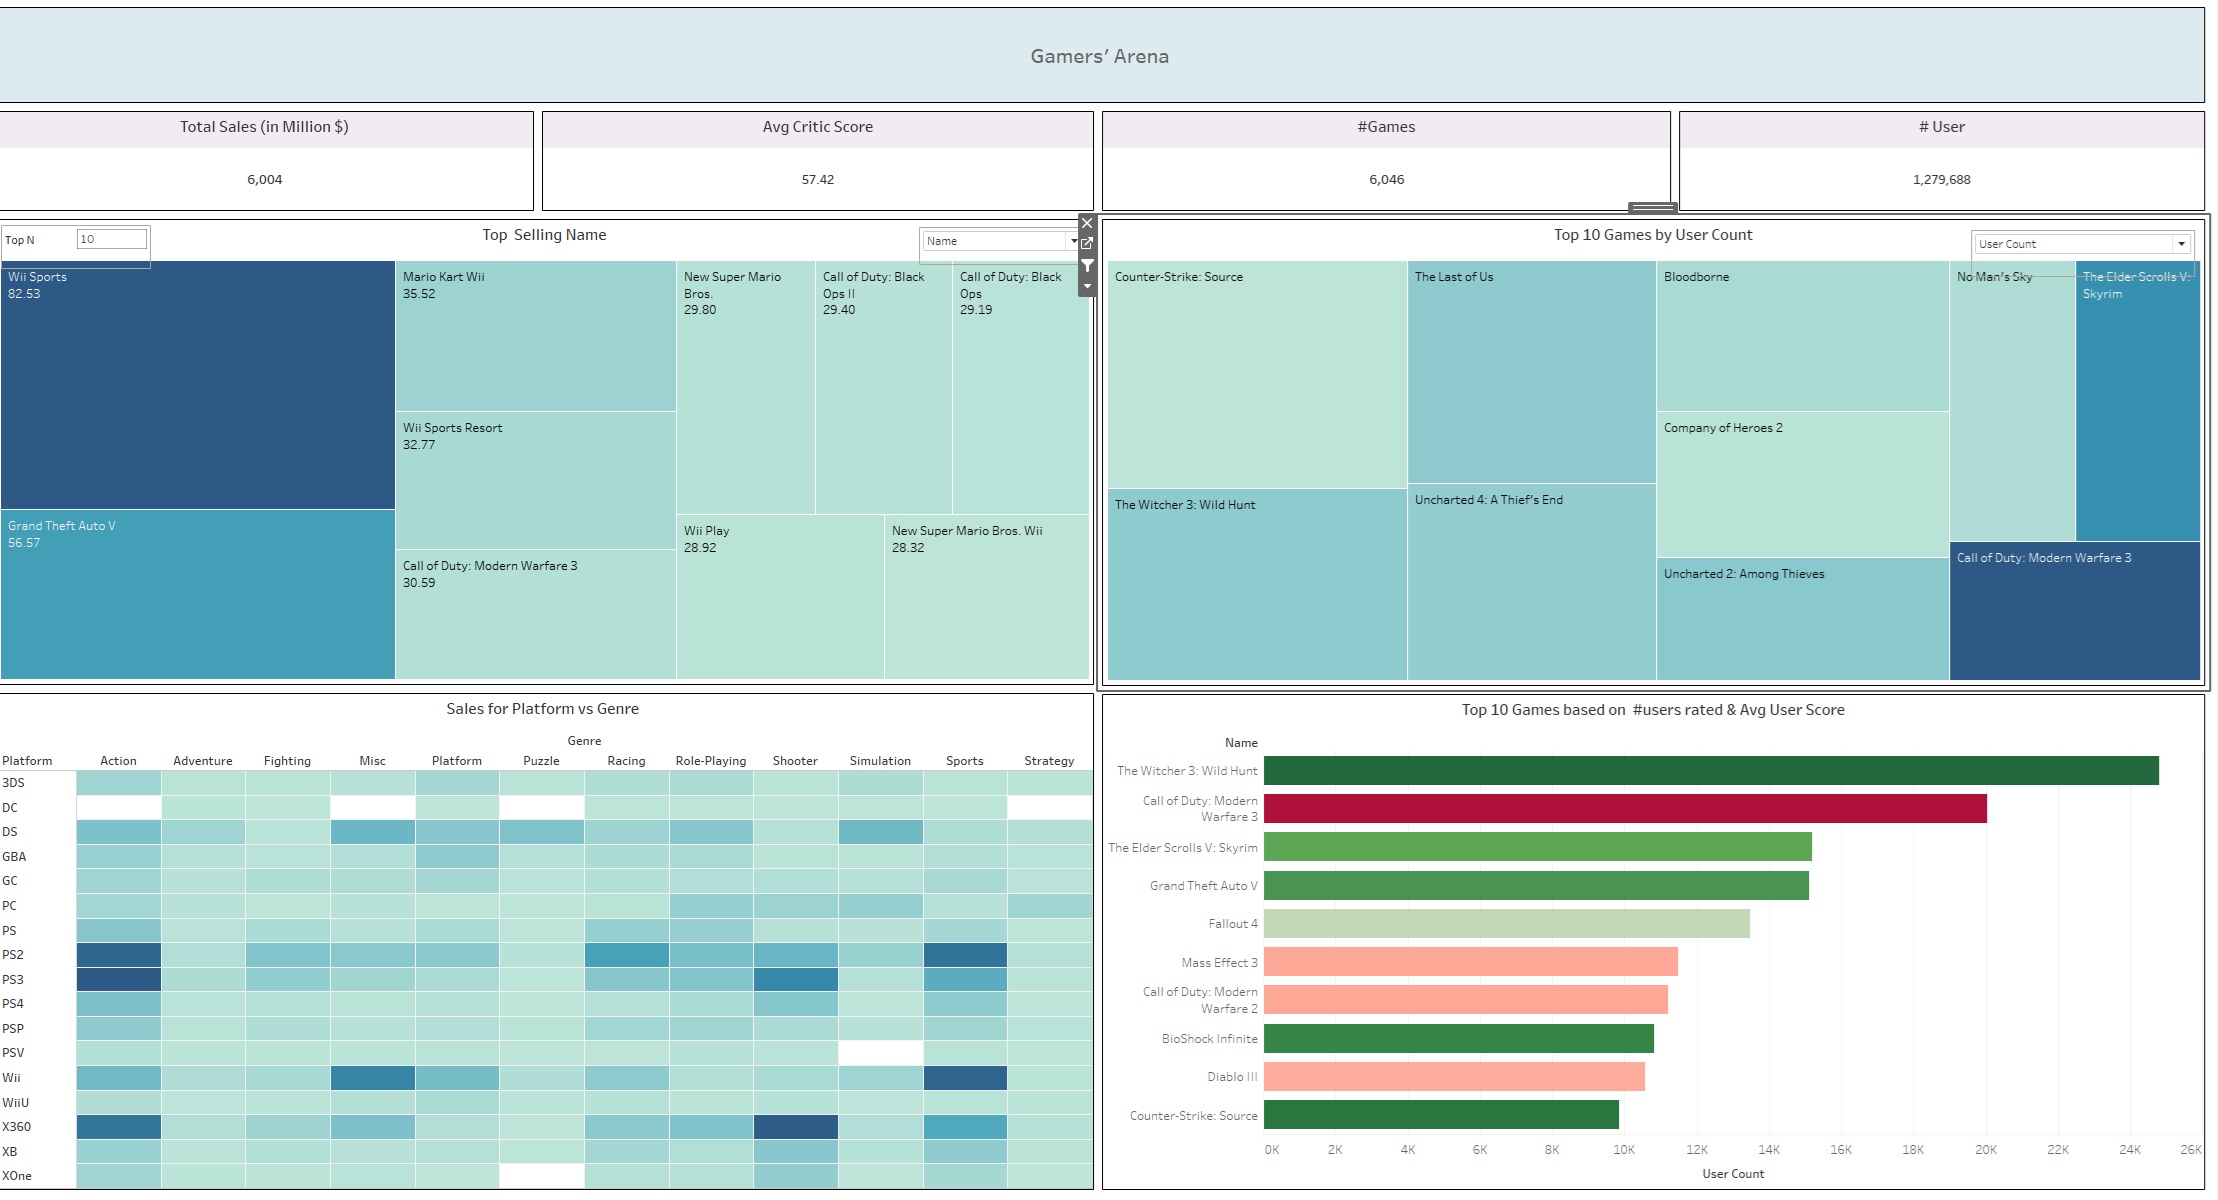 Gamers' Arena
Total Sales (in Million $)
6,004
Avg Critic Score
57.42
#Games
6,046
# User
1,279,688
Top N
10
Top Selling Name
Name
Wii Sports
82.53
Grand Theft Auto V
56.57
Mario Kart Wii
35.52
Wii Sports Resort
32.77
Call of Duty: Modern Warfare 3
30.59
New Super Mario
Bros.
29.80
Call of Duty: Black
Ops II
29.40
Call of Duty: Black
Ops
29.19
Wii Play
28.92
New Super Mario Bros. Wii
28.32
Top 10 Games by User Count
User Count
Counter-Strike: Source
The Witcher 3: Wild Hunt
The Last of Us
Uncharted 4: A Thief's End
Bloodborne
Company of Heroes 2
Uncharted 2: Among Thieves
No Man's Sky
The Elder Scrolls V:
Skyrim
Call of Duty: Modern Warfare 3
Sales for Platform vs Genre
Genre
Platform Action Adventure Fighting Misc Platform Puzzle Racing Role-Playing Shooter Simulation Sports Strategy
3DS
DC
DS
GBA
GC
PC
PS
PS2
PS3
PS4
PSP
PSV
Wii
WiiU
X360
XB
XOne
Top 10 Games based on #users rated & Avg User Score
Name
The Witcher 3: Wild Hunt
Call of Duty: Modern
Warfare 3
The Elder Scrolls V: Skyrim
Grand Theft Auto V
Fallout 4
Mass Effect 3
Call of Duty: Modern
Warfare 2
BioShock Infinite
Diablo III
Counter-Strike: Source
0K 2K 4K 6K 8K 10K 12K 14K 16K 18K 20K 22K 24K 26K
User Count